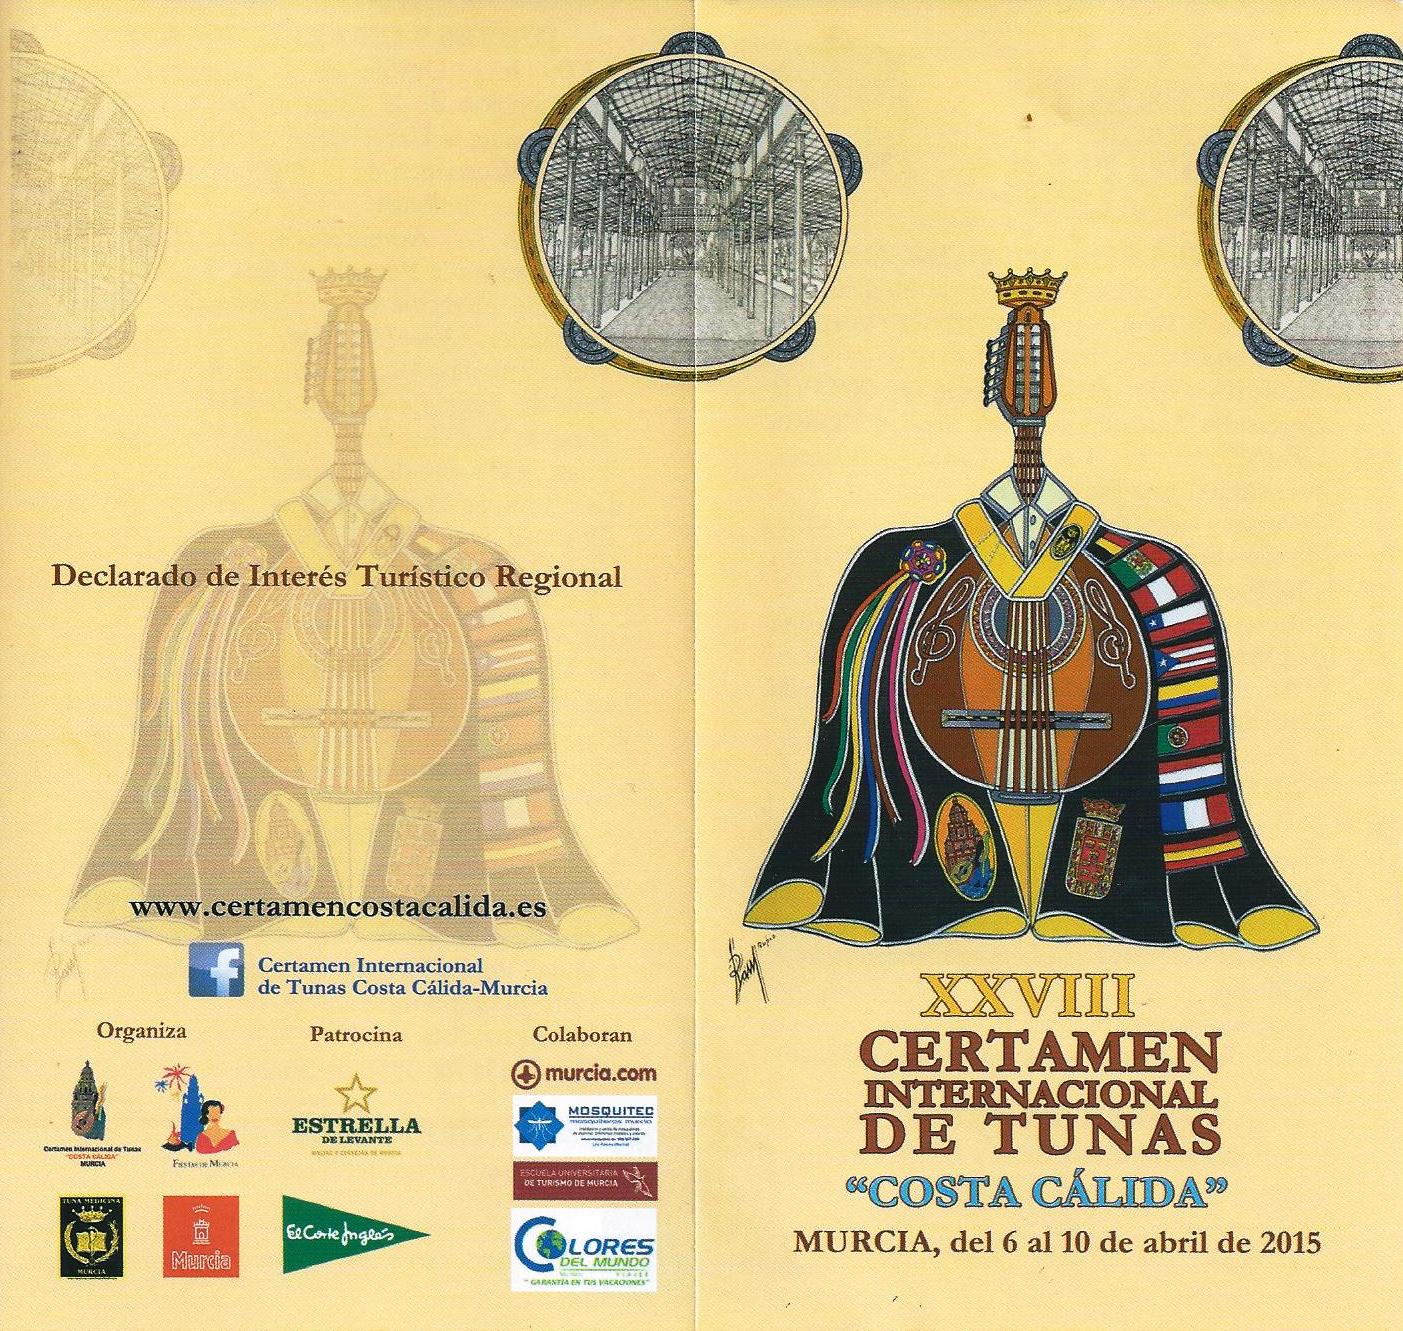 Declarado de Interés Turístico Regional
www.certamencostacalida.es
f
Certamen Internacional
de Tunas Costa Cálida-Murcia
Organiza
Patrocina
Colaboran
Certamen Internacional de Tunas
"COSTA CÁLIDA"
MURCIA
FIESTAS DE MURCIA
TUNA MEDICINA
MURCIA
Murcia
ESTRELLA
DE LEVANTE
El Corte Inglés
murcia.com
MOSQUITEC
mosquiteras murcia
ESCUELA UNIVERSITARIA
DE TURISMO DE MURCIA
COLORES
DEL MUNDO
" GARANTÍA EN TUS VACACIONES"
XXVIII
CERTAMEN
INTERNACIONAL
DE TUNAS
“COSTA CÁLIDA”
MURCIA, del 6 al 10 de abril de 2015